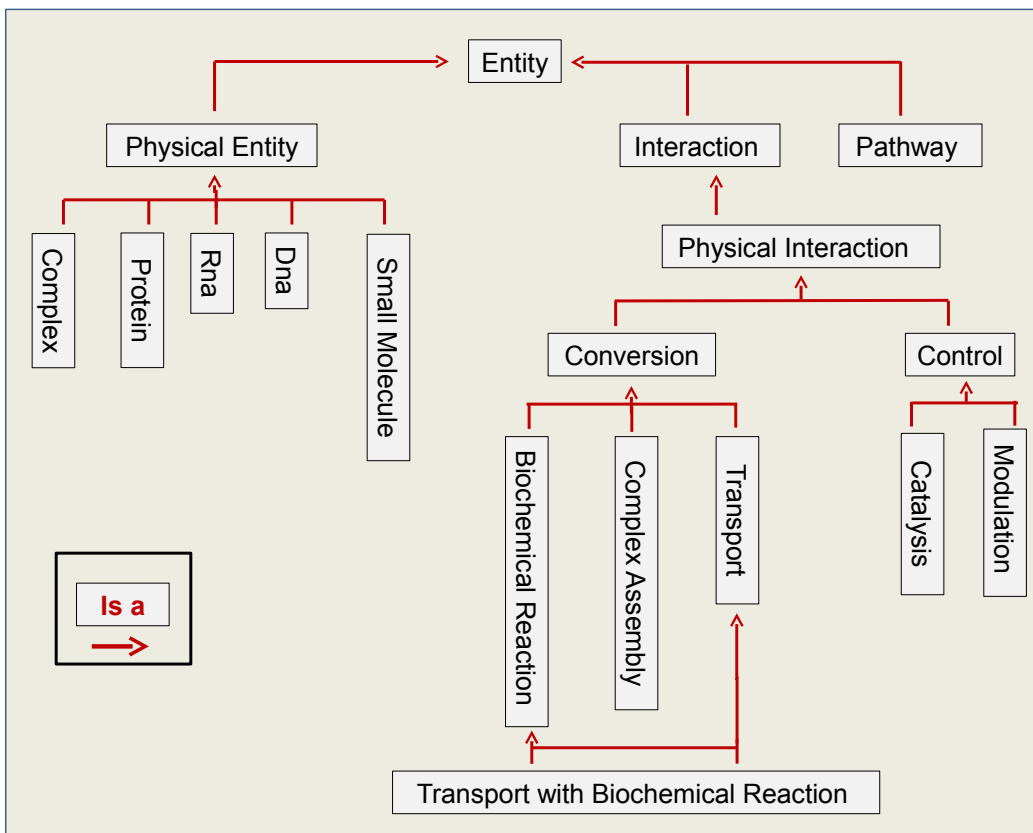 Entity
Physical Entity
Interaction
Pathway
Complex
Protein
Rna
Dna
Small Molecule
Physical Interaction
Conversion
Control
Biochemical Reaction
Complex Assembly
Transport
Catalysis
Modulation
Is a
Transport with Biochemical Reaction